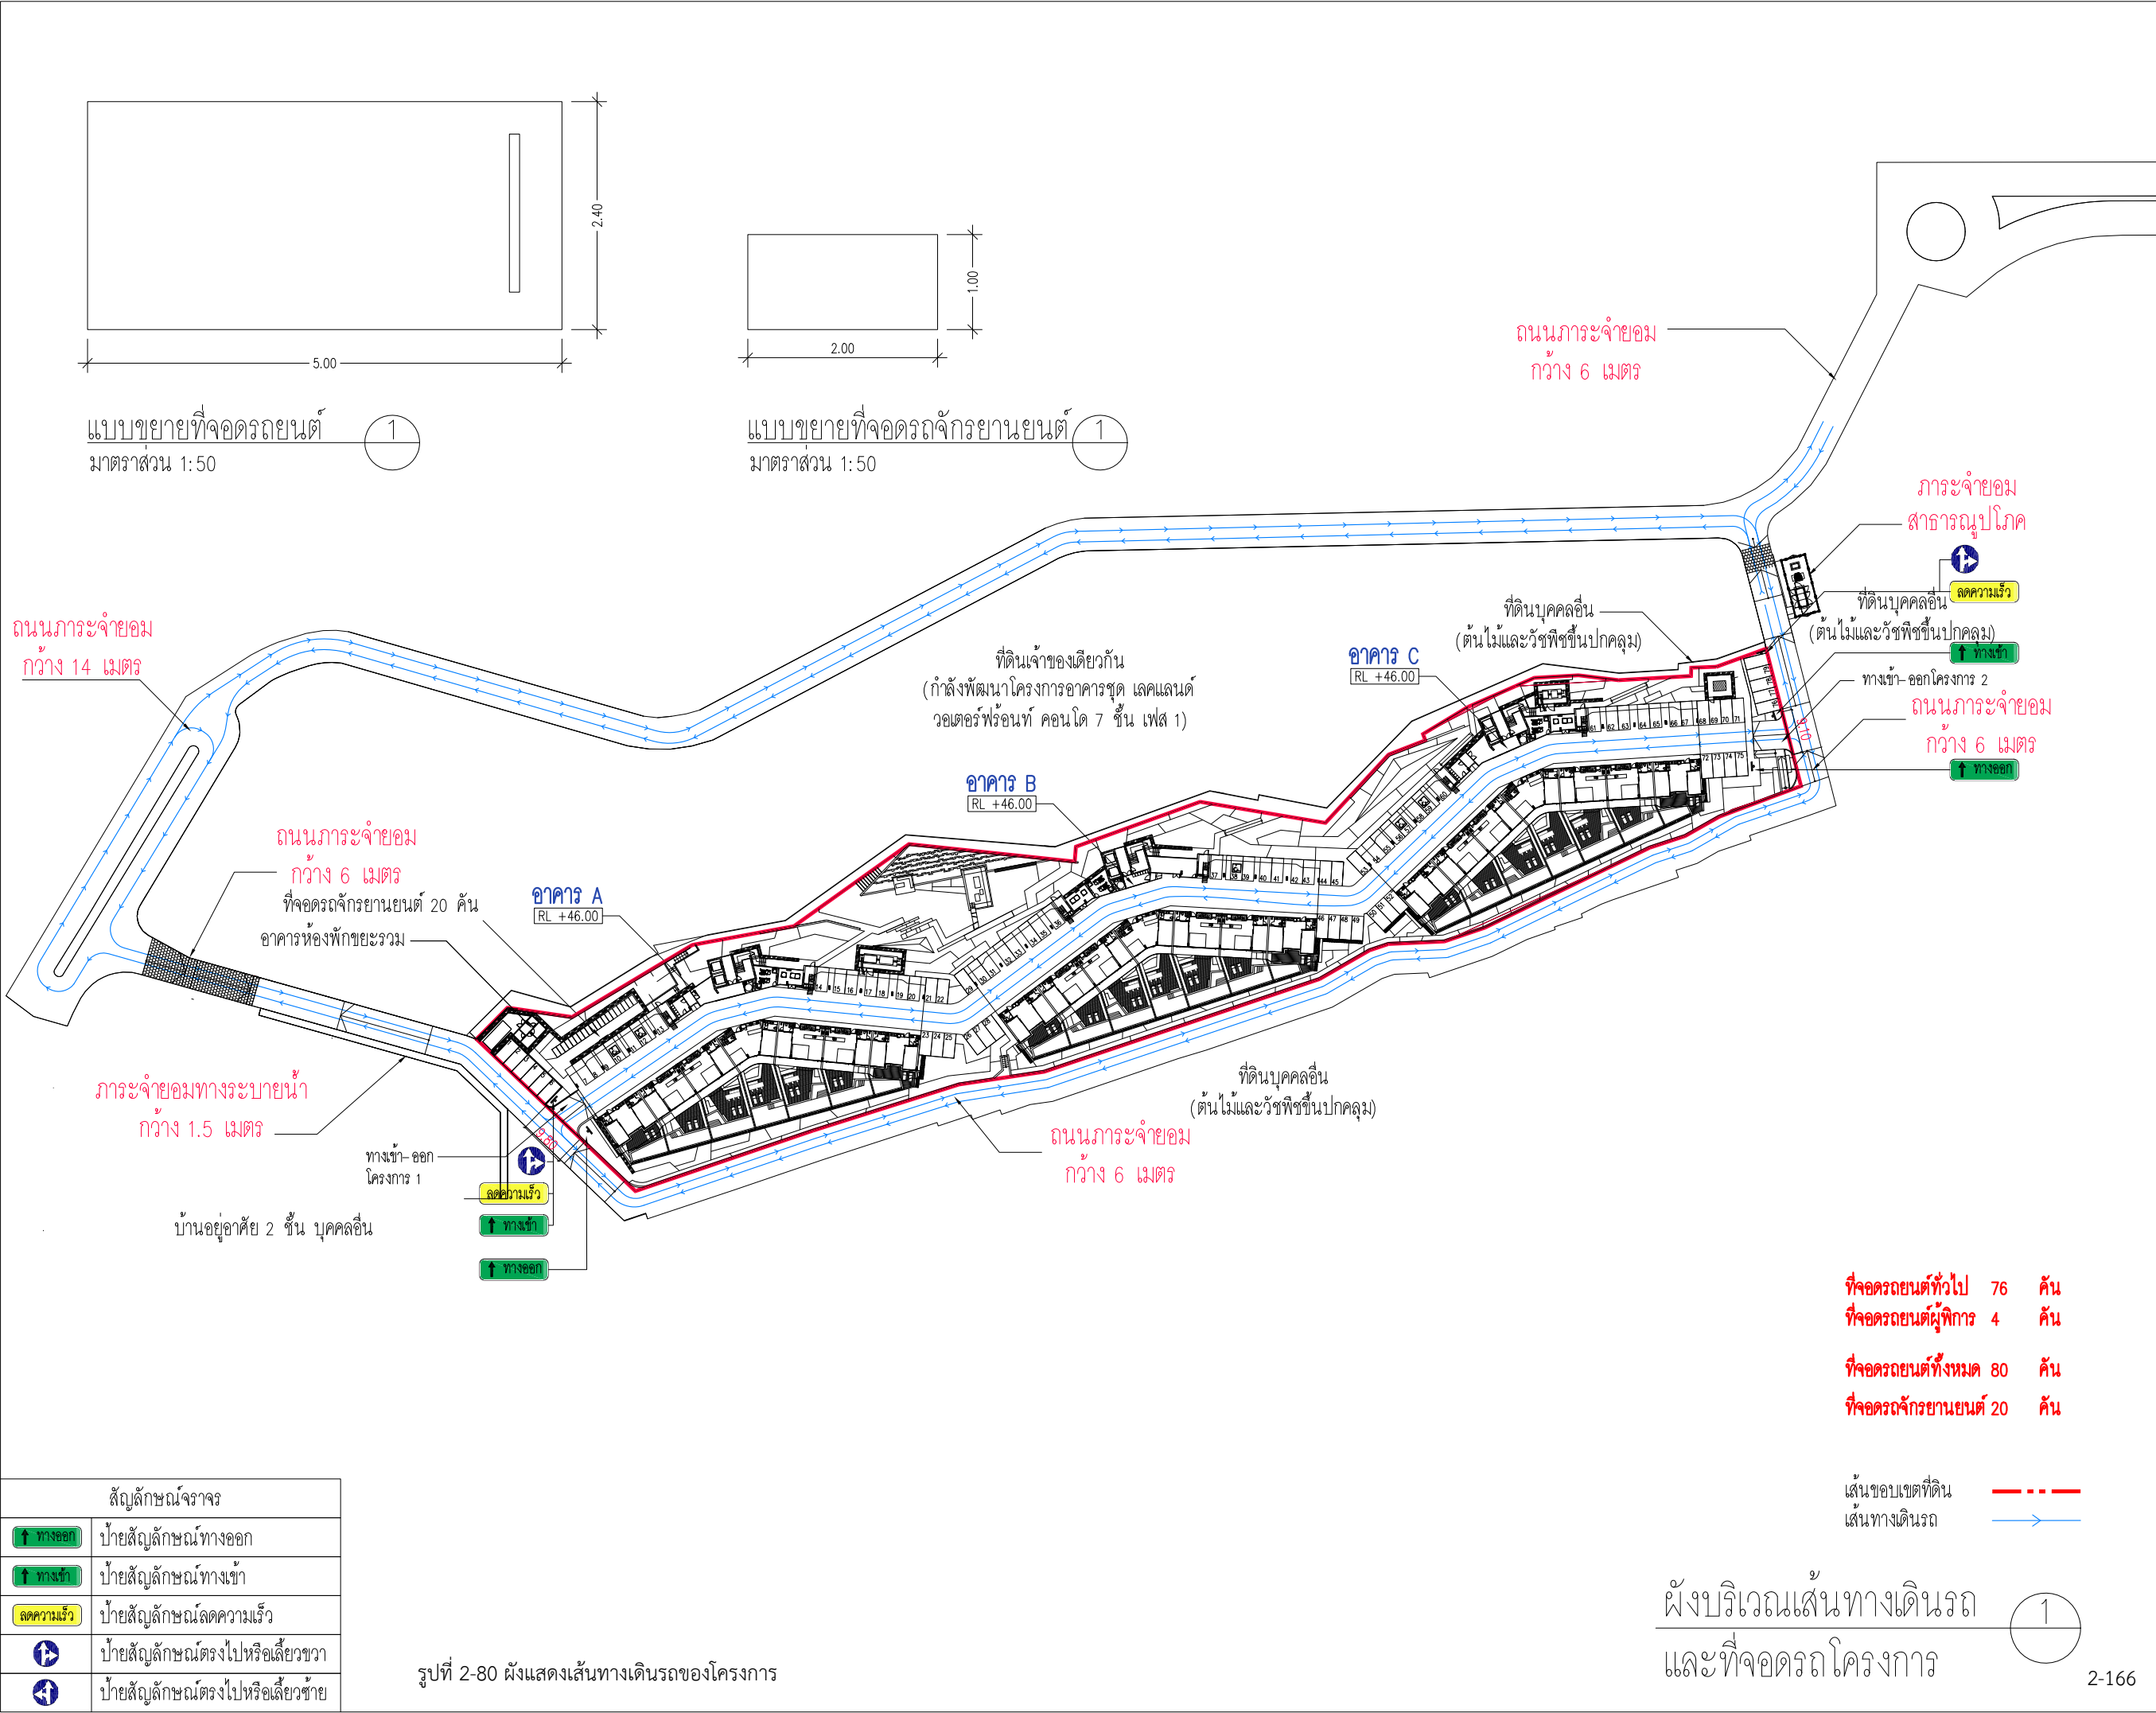 2.40
5.00
แบบขยายที่จอดรถยนต์
1
มาตราส่วน 1:50
1.00
2.00
แบบขยายที่จอดรถจักรยานยนต์
1
มาตราส่วน 1:50
ถนนภาระจำยอม
กว้าง 6 เมตร
ภาระจำยอม
สาธารณูปโภค
ลดความเร็ว
ที่ดินบุคคลอื่น
(ต้นไม้และวัชพืชขึ้นปกคลุม)
ทางเข้า
ทางเข้า-ออกโครงการ 2
ถนนภาระจำยอม
กว้าง 6 เมตร
ทางออก
9.10
ที่ดินบุคคลอื่น
(ต้นไม้และวัชพืชขึ้นปกคลุม)
อาคาร C
RL +46.00
ที่ดินเจ้าของเดียวกัน
(กำลังพัฒนาโครงการอาคารชุด เลคแลนด์
วอเตอร์ฟร้อนท์ คอนโด 7 ชั้น เฟส 1)
อาคาร B
RL +46.00
ถนนภาระจำยอม
กว้าง 14 เมตร
ถนนภาระจำยอม
กว้าง 6 เมตร
ที่จอดรถจักรยานยนต์ 20 คัน
อาคารห้องพักขยะรวม
อาคาร A
RL +46.00
ภาระจำยอมทางระบายน้ำ
กว้าง 1.5 เมตร
ทางเข้า-ออก
โครงการ 1
9.80
ลดความเร็ว
ทางเข้า
ทางออก
บ้านอยู่อาศัย 2 ชั้น บุคคลอื่น
ที่ดินบุคคลอื่น
(ต้นไม้และวัชพืชขึ้นปกคลุม)
ถนนภาระจำยอม
กว้าง 6 เมตร
ที่จอดรถยนต์ทั่วไป 76 คัน
ที่จอดรถยนต์ผู้พิการ 4 คัน
ที่จอดรถยนต์ทั้งหมด 80 คัน
ที่จอดรถจักรยานยนต์ 20 คัน
เส้นขอบเขตที่ดิน
เส้นทางเดินรถ
สัญลักษณ์จราจร
ทางออก ป้ายสัญลักษณ์ทางออก
ทางเข้า ป้ายสัญลักษณ์ทางเข้า
ลดความเร็ว ป้ายสัญลักษณ์ลดความเร็ว
ป้ายสัญลักษณ์ตรงไปหรือเลี้ยวขวา
ป้ายสัญลักษณ์ตรงไปหรือเลี้ยวซ้าย
รูปที่ 2-80 ผังแสดงเส้นทางเดินรถของโครงการ
ผังบริเวณเส้นทางเดินรถ
และที่จอดรถโครงการ
1
2-166